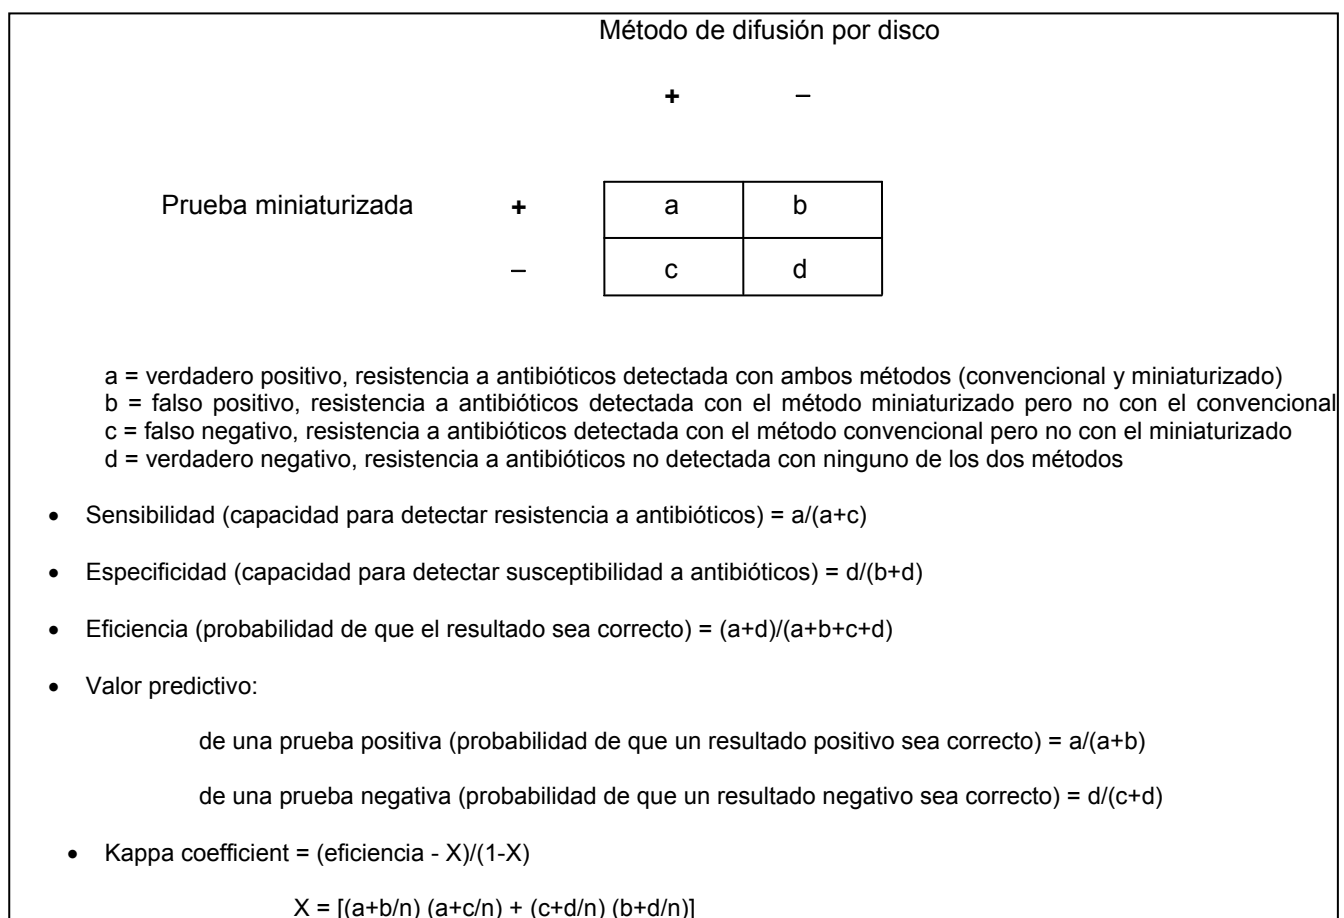 Método de difusión por disco
+ –
Prueba miniaturizada + a b
– c d
a = verdadero positivo, resistencia a antibióticos detectada con ambos métodos (convencional y miniaturizado)
b = falso positivo, resistencia a antibióticos detectada con el método miniaturizado pero no con el convencional
c = falso negativo, resistencia a antibióticos detectada con el método convencional pero no con el miniaturizado
d = verdadero negativo, resistencia a antibióticos no detectada con ninguno de los dos métodos
• Sensibilidad (capacidad para detectar resistencia a antibióticos) = a/(a+c)
• Especificidad (capacidad para detectar susceptibilidad a antibióticos) = d/(b+d)
• Eficiencia (probabilidad de que el resultado sea correcto) = (a+d)/(a+b+c+d)
• Valor predictivo:
de una prueba positiva (probabilidad de que un resultado positivo sea correcto) = a/(a+b)
de una prueba negativa (probabilidad de que un resultado negativo sea correcto) = d/(c+d)
• Kappa coefficient = (eficiencia - X)/(1-X)
X = [(a+b/n) (a+c/n) + (c+d/n) (b+d/n)]